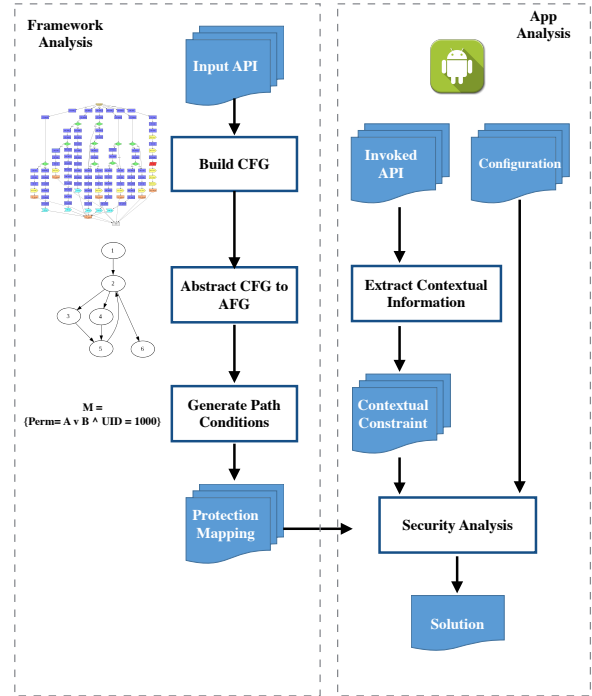 Framework
Analysis
Input API
Build CFG
1
2
3
4
5
6
Abstract CFG to
AFG
M =
{Perm= A v B ^ UID = 1000}
Generate Path
Conditions
Protection
Mapping
App
Analysis
Invoked
API
Configuration
Extract Contextual
Information
Contextual
Constraint
Security Analysis
Solution